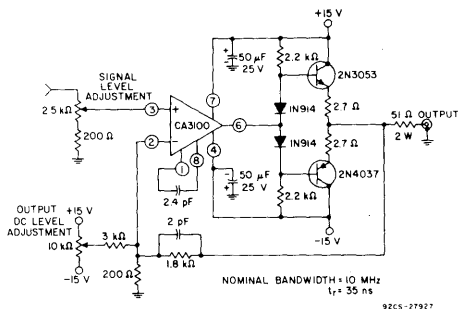 +15 V
50 µF
25 V
2.2 kΩ
2N3053
SIGNAL
LEVEL
ADJUSTMENT
2.5 kΩ
200 Ω
3
+
CA3100
−
2
7
6
4
8
1
2.4 pF
1N914
1N914
2.7 Ω
2.7 Ω
51 Ω OUTPUT
2 W
50 µF
25 V
2.2 kΩ
2N4037
−15 V
OUTPUT
DC LEVEL
ADJUSTMENT
+15 V
10 kΩ
−15 V
3 kΩ
200 Ω
2 pF
1.8 kΩ
NOMINAL BANDWIDTH = 10 MHz
tr = 35 ns
92CS-27927